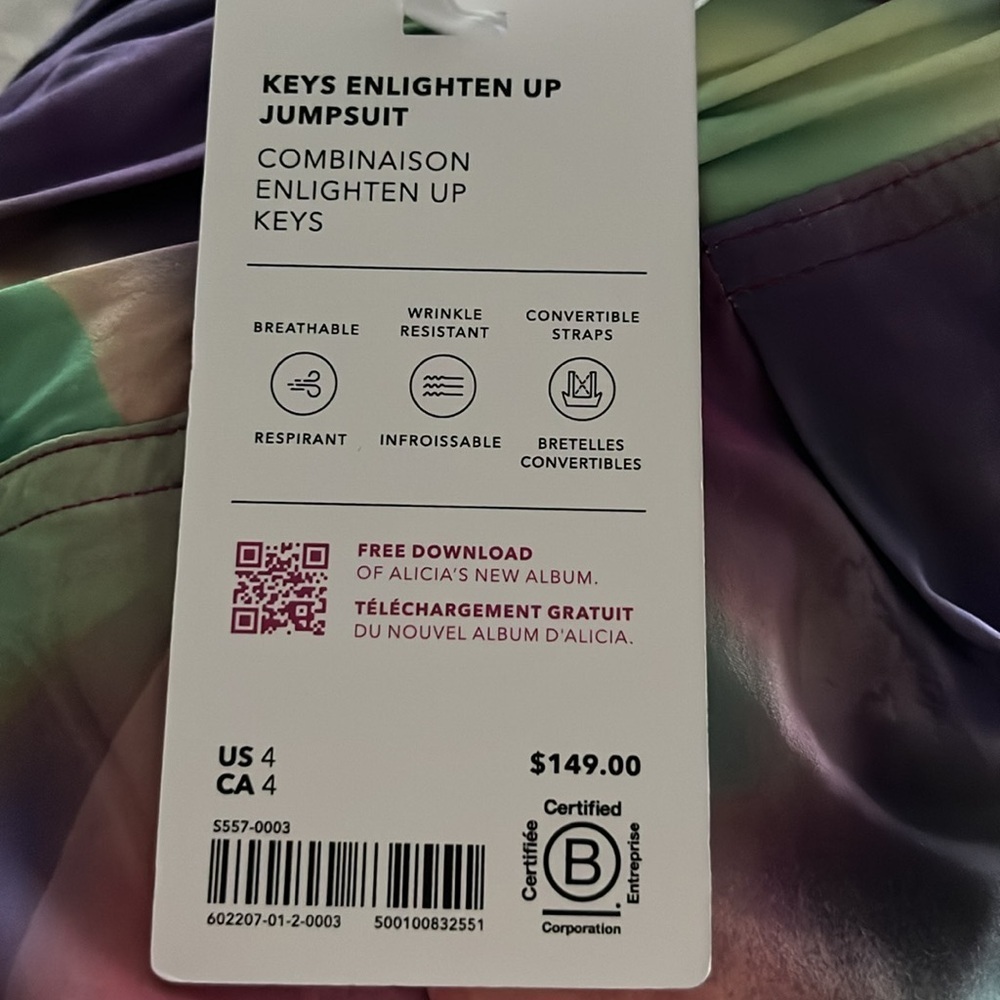 KEYS ENLIGHTEN UP
JUMPSUIT
COMBINAISON
ENLIGHTEN UP
KEYS
BREATHABLE
RESPIRANT
WRINKLE
RESISTANT
INFROISSABLE
CONVERTIBLE
STRAPS
BRETELLES
CONVERTIBLES
FREE DOWNLOAD
OF ALICIA'S NEW ALBUM.
TÉLÉCHARGEMENT GRATUIT
DU NOUVEL ALBUM D'ALICIA.
US 4
CA 4
$149.00
S557-0003
602207-01-2-0003 500100832551
Certified
Certifiée
B
Entreprise
Corporation